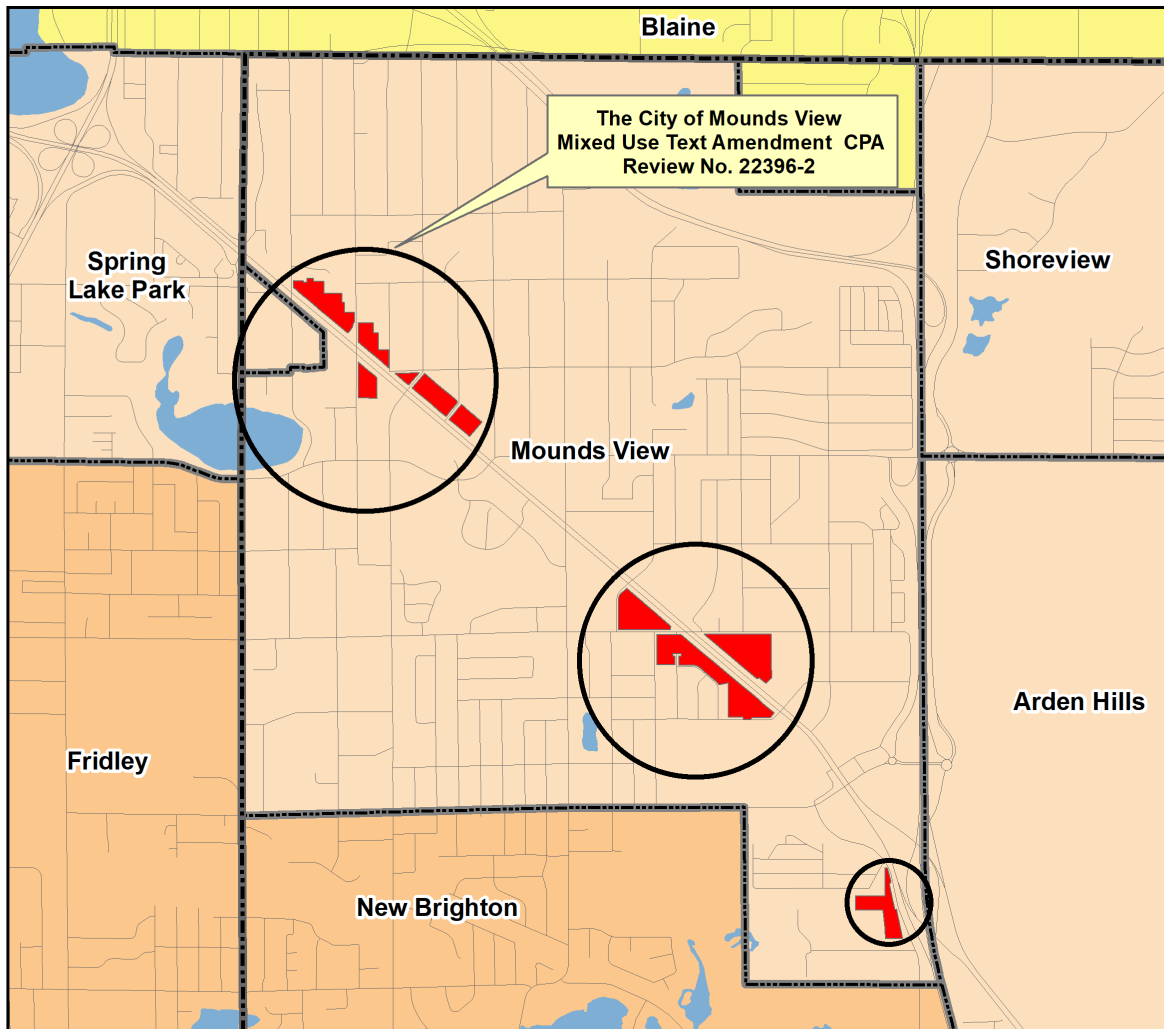 Blaine
The City of Mounds View
Mixed Use Text Amendment CPA
Review No. 22396-2
Spring
Lake Park
Shoreview
Mounds View
Arden Hills
Fridley
New Brighton